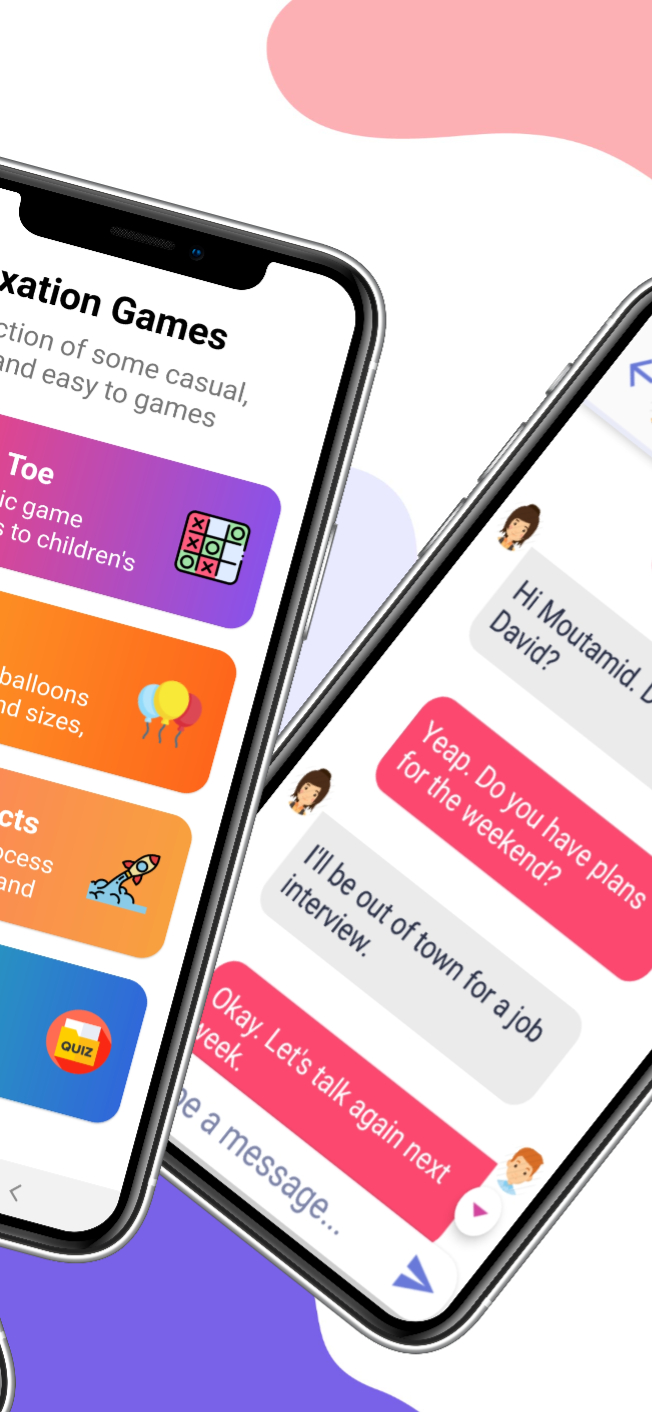 xation Games
ction of some casual,
and easy to games
Toe
ic game
s to children's
balloons
nd sizes,
cts
ocess
and
QUIZ
Hi Moutamid. D
David?
Yeap. Do you have plans
for the weekend?
I'll be out of town for a job
interview.
Okay. Let's talk again next
week.
pe a message...